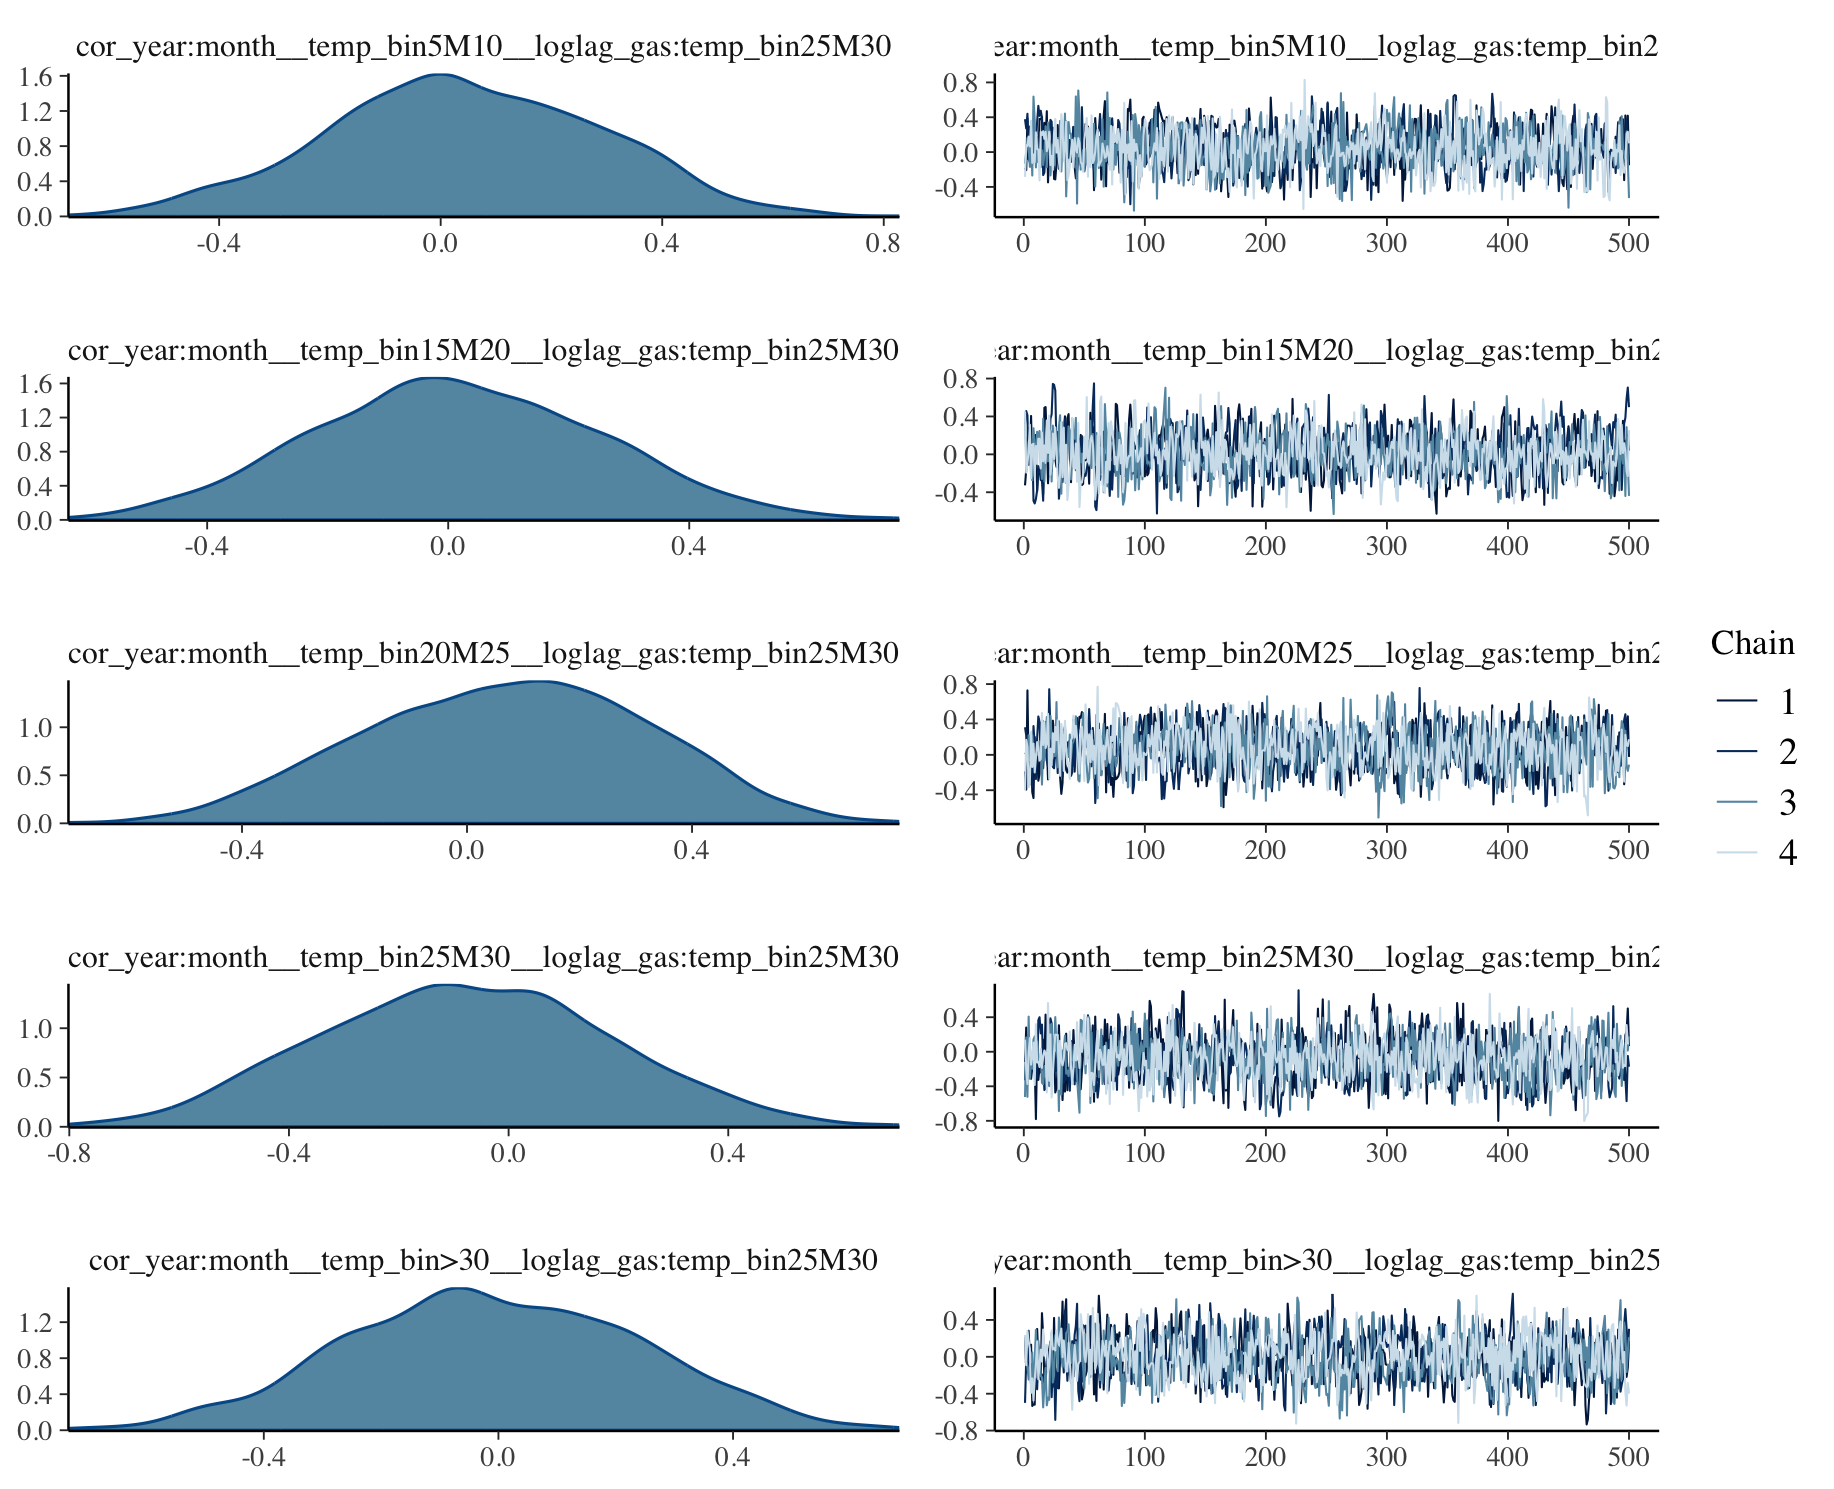 cor_year:month__temp_bin5M10__loglag_gas:temp_bin25M30
1.6
1.2
0.8
0.4
0.0
-0.4 0.0 0.4 0.8
ear:month__temp_bin5M10__loglag_gas:temp_bin2
0.8
0.4
0.0
-0.4
0 100 200 300 400 500
cor_year:month__temp_bin15M20__loglag_gas:temp_bin25M30
1.6
1.2
0.8
0.4
0.0
-0.4 0.0 0.4
ar:month__temp_bin15M20__loglag_gas:temp_bin2
0.8
0.4
0.0
-0.4
0 100 200 300 400 500
cor_year:month__temp_bin20M25__loglag_gas:temp_bin25M30
1.0
0.5
0.0
-0.4 0.0 0.4
ar:month__temp_bin20M25__loglag_gas:temp_bin2
0.8
0.4
0.0
-0.4
0 100 200 300 400 500
cor_year:month__temp_bin25M30__loglag_gas:temp_bin25M30
1.0
0.5
0.0
-0.8 -0.4 0.0 0.4
ar:month__temp_bin25M30__loglag_gas:temp_bin2
0.4
0.0
-0.4
-0.8
0 100 200 300 400 500
cor_year:month__temp_bin>30__loglag_gas:temp_bin25M30
1.2
0.8
0.4
0.0
-0.4 0.0 0.4
year:month__temp_bin>30__loglag_gas:temp_bin25
0.4
0.0
-0.4
-0.8
0 100 200 300 400 500
Chain
1
2
3
4